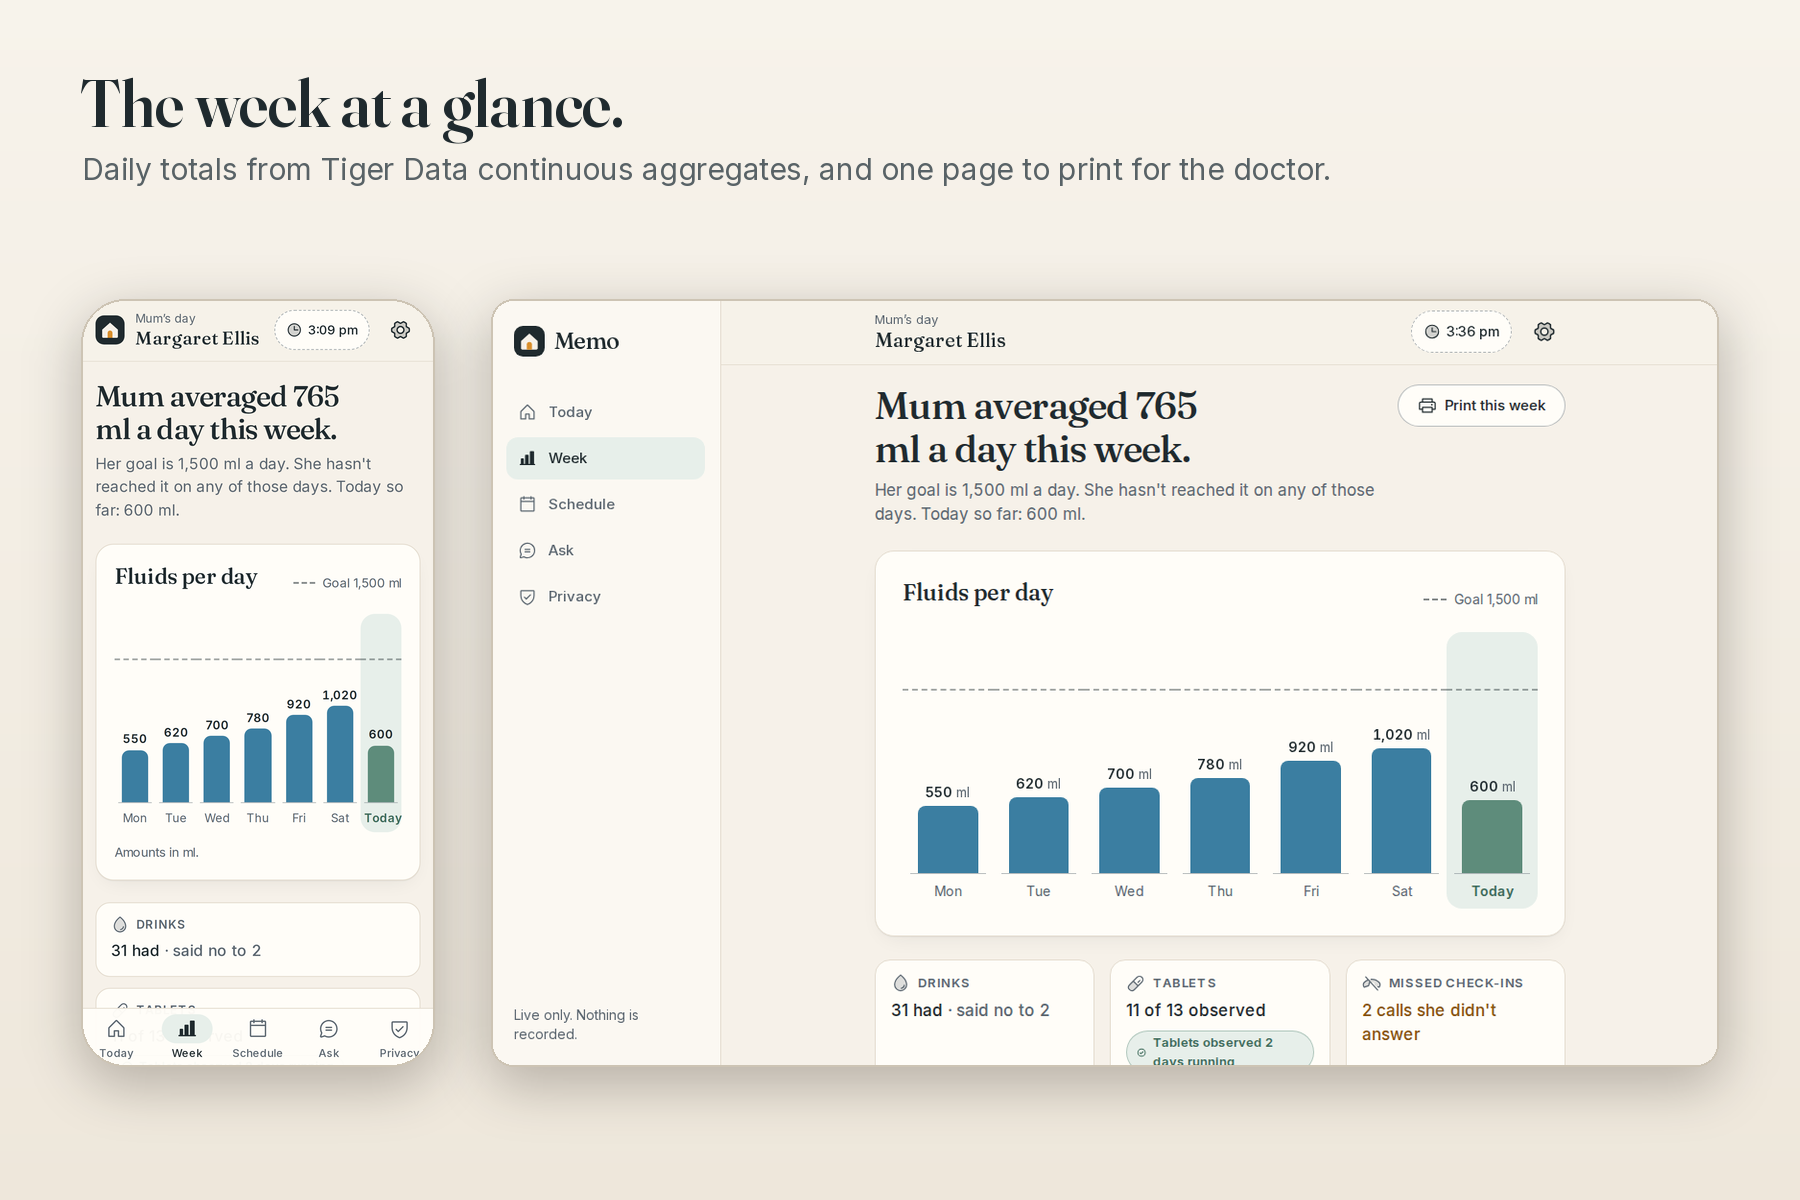 The week at a glance.
Daily totals from Tiger Data continuous aggregates, and one page to print for the doctor.
Mum's day
Margaret Ellis
3:09 pm
Mum averaged 765
ml a day this week.
Her goal is 1,500 ml a day. She hasn't
reached it on any of those days. Today so
far: 600 ml.
Fluids per day
Goal 1,500 ml
550
620
700
780
920
1,020
600
Mon
Tue
Wed
Thu
Fri
Sat
Today
Amounts in ml.
DRINKS
31 had · said no to 2
TABLETS
Today
Week
Schedule
Ask
Privacy
Memo
Today
Week
Schedule
Ask
Privacy
Live only. Nothing is
recorded.
Mum's day
Margaret Ellis
3:36 pm
Mum averaged 765
ml a day this week.
Print this week
Her goal is 1,500 ml a day. She hasn't reached it on any of those
days. Today so far: 600 ml.
Fluids per day
Goal 1,500 ml
550 ml
620 ml
700 ml
780 ml
920 ml
1,020 ml
600 ml
Mon
Tue
Wed
Thu
Fri
Sat
Today
DRINKS
31 had · said no to 2
TABLETS
11 of 13 observed
Tablets observed 2
days running
MISSED CHECK-INS
2 calls she didn't
answer